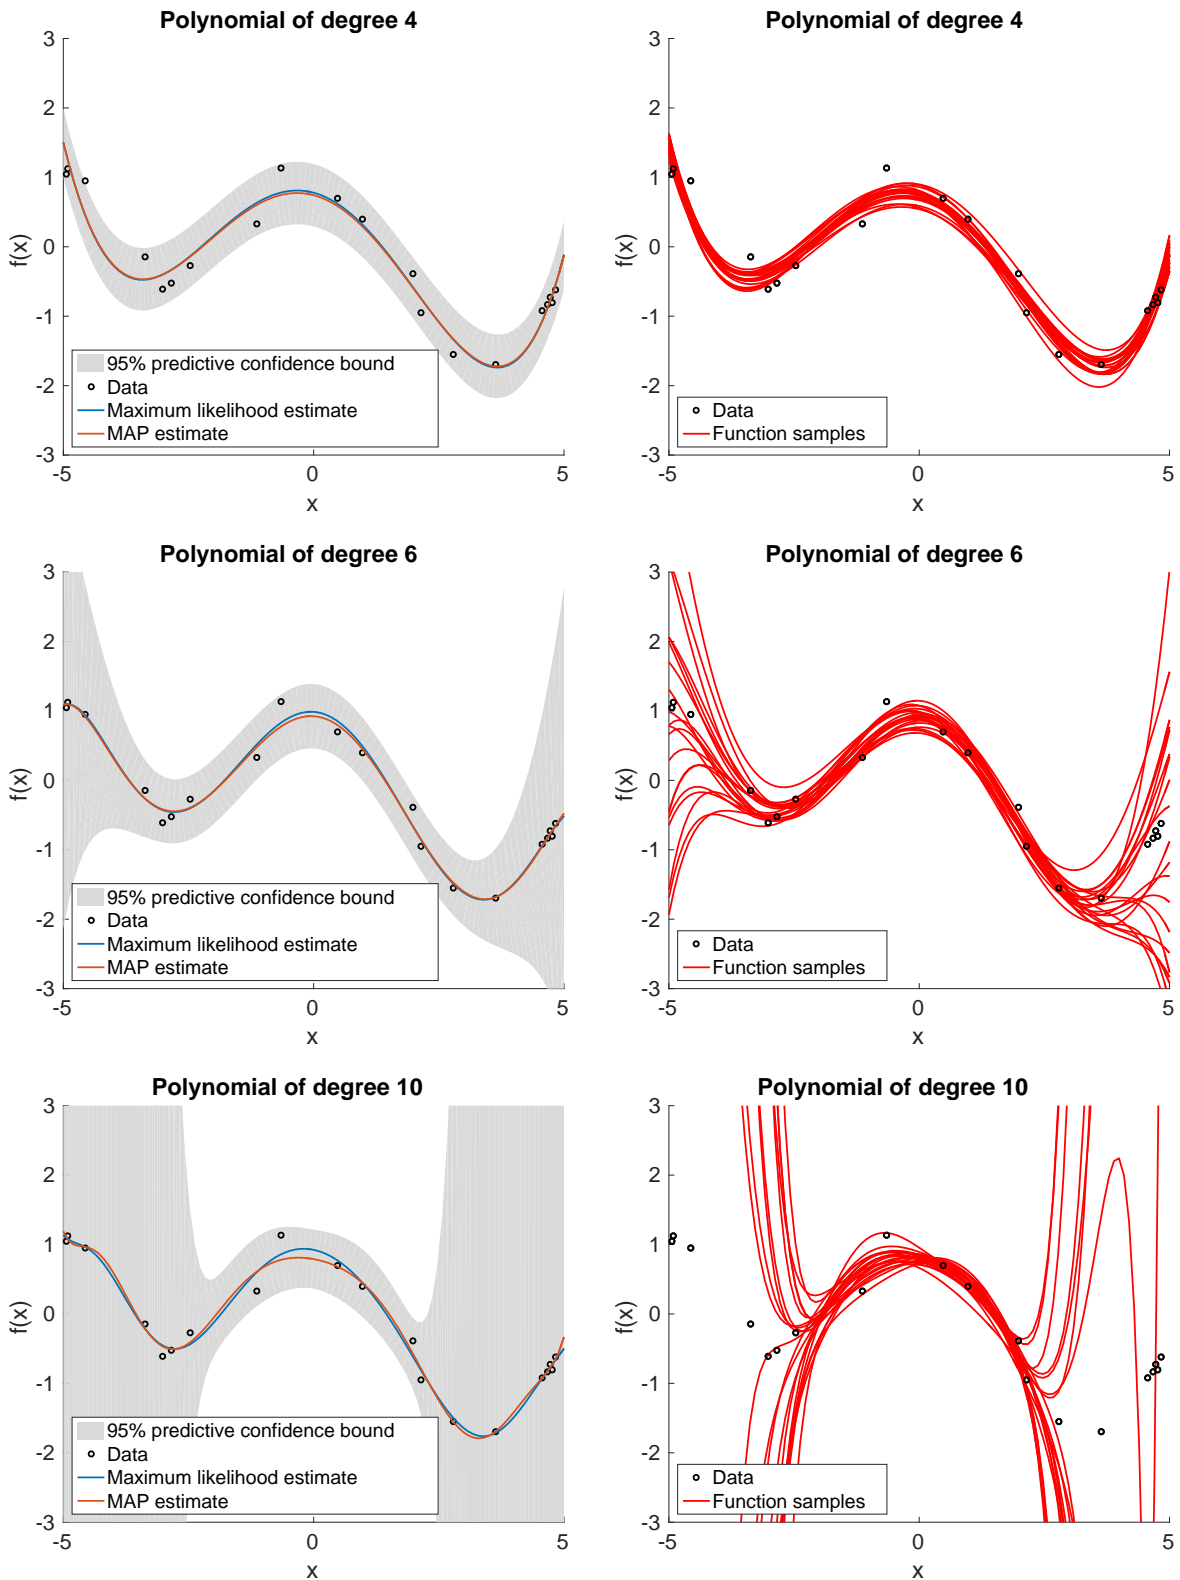 Polynomial of degree 4
3
2
1
0
-1
-2
-3
f(x)
95% predictive confidence bound
Data
Maximum likelihood estimate
MAP estimate
-5
0
5
x
Polynomial of degree 4
3
2
1
0
-1
-2
-3
f(x)
Data
Function samples
-5
0
5
x
Polynomial of degree 6
3
2
1
0
-1
-2
-3
f(x)
95% predictive confidence bound
Data
Maximum likelihood estimate
MAP estimate
-5
0
5
x
Polynomial of degree 6
3
2
1
0
-1
-2
-3
f(x)
Data
Function samples
-5
0
5
x
Polynomial of degree 10
3
2
1
0
-1
-2
-3
f(x)
95% predictive confidence bound
Data
Maximum likelihood estimate
MAP estimate
-5
0
5
x
Polynomial of degree 10
3
2
1
0
-1
-2
-3
f(x)
Data
Function samples
-5
0
5
x